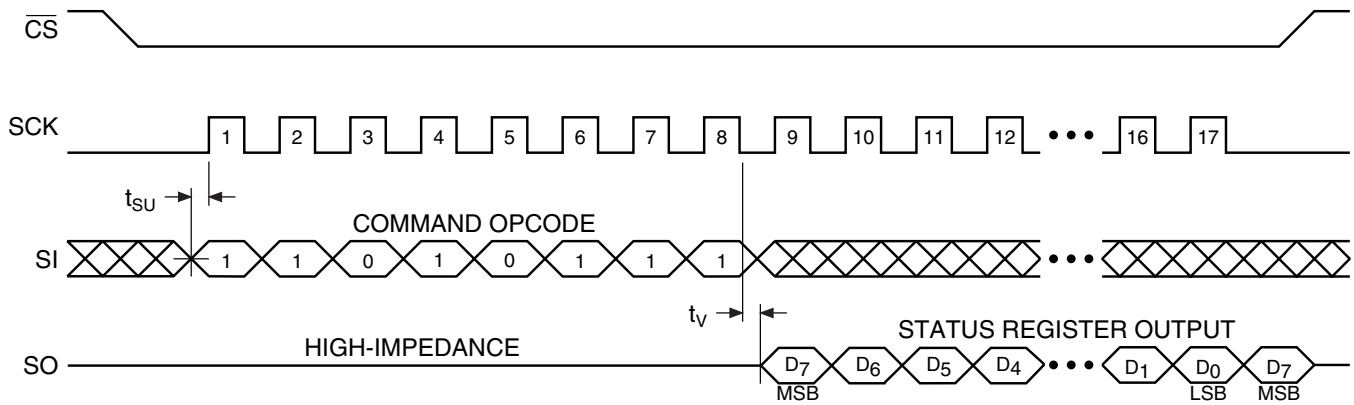 CS
SCK 1 2 3 4 5 6 7 8 9 10 11 12 ••• 16 17
tSU
COMMAND OPCODE
SI 1 1 0 1 0 1 1 1 •••
tV
HIGH-IMPEDANCE STATUS REGISTER OUTPUT
SO D7 D6 D5 D4 ••• D1 D0 D7
MSB LSB MSB